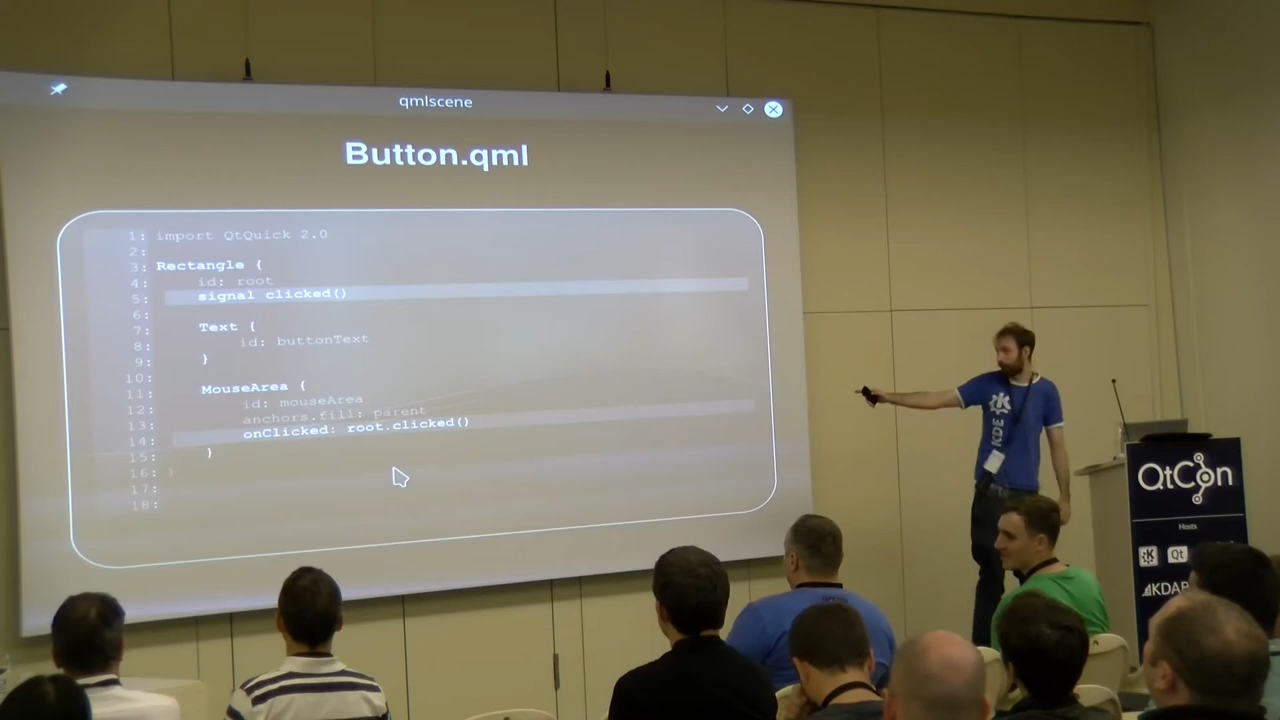 qmlscene
Button.qml
1: import QtQuick 2.0
2:
3: Rectangle {
4: id: root
5: signal clicked()
6:
7: Text {
8: id: buttonText
9: }
10:
11: MouseArea {
12: id: mouseArea
13: anchors.fill: parent
14: onClicked: root.clicked()
15: }
16: }
17:
18:
K
KDE
QtCon
Hosts
K Qt
KDAB